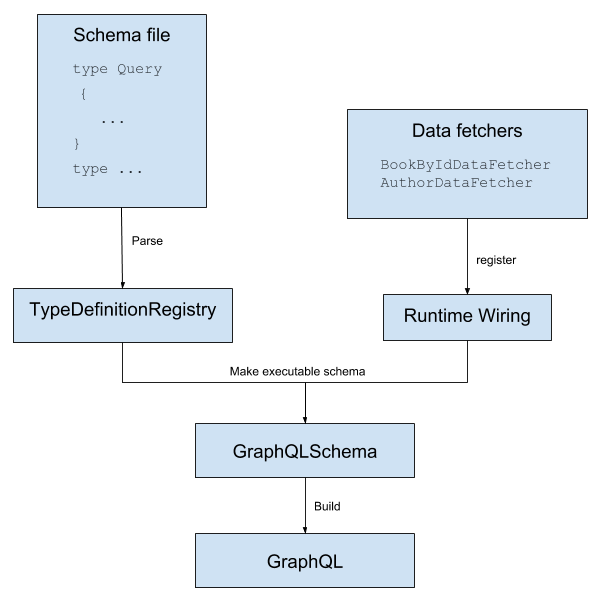 Schema file
type Query
{
...
}
type ...
Data fetchers
BookByIdDataFetcher
AuthorDataFetcher
Parse
register
TypeDefinitionRegistry
Runtime Wiring
Make executable schema
GraphQLSchema
Build
GraphQL